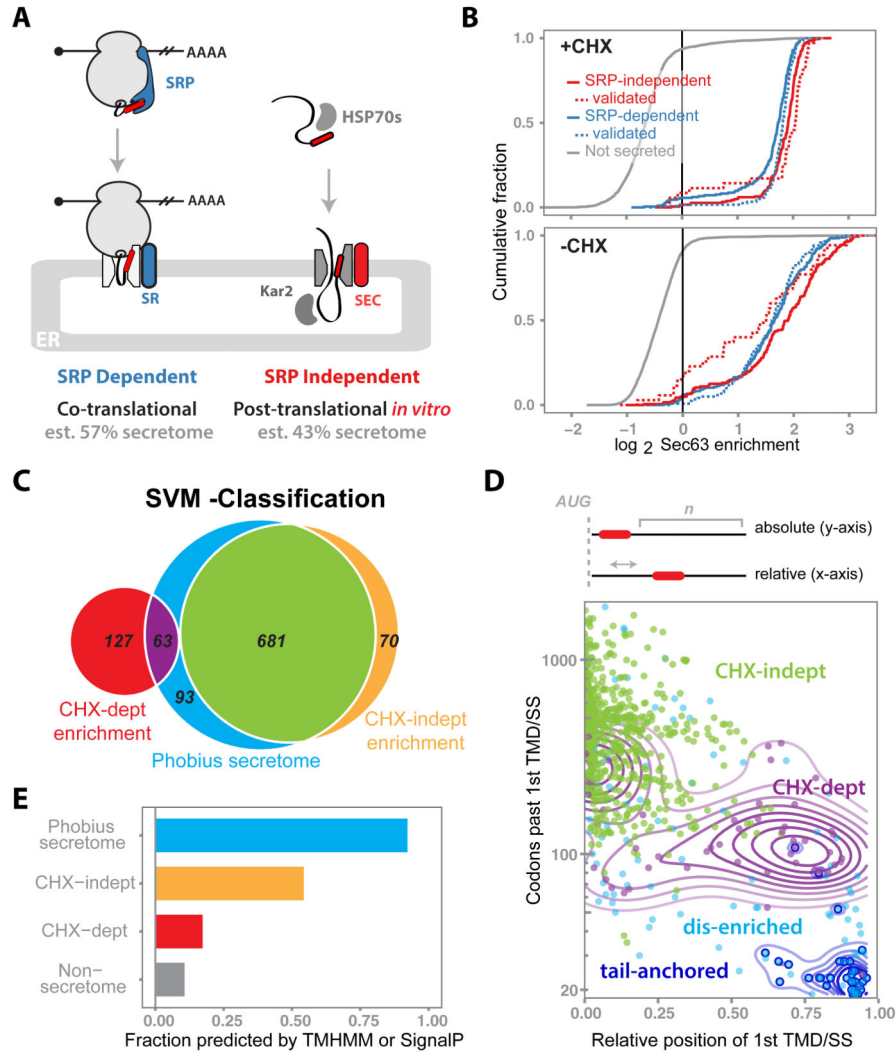 A
AAAA
SRP
HSP70s
AAAA
Kar2
SR
SEC
ER
SRP Dependent
SRP Independent
Co-translational
Post-translational in vitro
est. 57% secretome
est. 43% secretome
B
+CHX
SRP-independent
validated
SRP-dependent
validated
Not secreted
1.0
0.5
0.0
-CHX
1.0
0.5
0.0
Cumulative fraction
−2 −1 0 1 2 3
log 2 Sec63 enrichment
C
SVM -Classification
127
63
681
70
93
CHX-dept
enrichment
CHX-indept
enrichment
Phobius secretome
D
AUG
n
absolute (y-axis)
relative (x-axis)
CHX-indept
CHX-dept
dis-enriched
tail-anchored
1000
100
20
Codons past 1st TMD/SS
0.00 0.25 0.50 0.75 1.00
Relative position of 1st TMD/SS
E
Phobius
secretome
CHX−indept
CHX−dept
Non−
secretome
0.00 0.25 0.50 0.75 1.00
Fraction predicted by TMHMM or SignalP